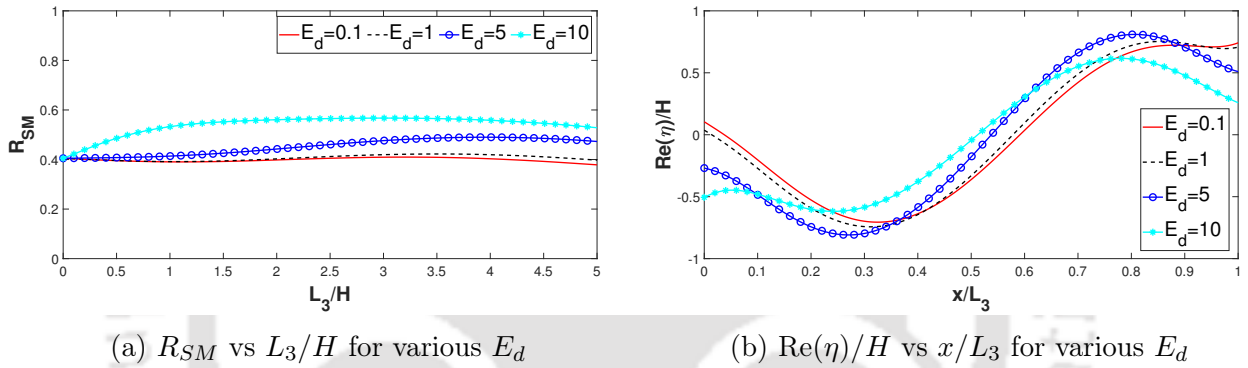 E_d=0.1 E_d=1 E_d=5 E_d=10
1
0.8
0.6
0.4
0.2
0
R_SM
0 0.5 1 1.5 2 2.5 3 3.5 4 4.5 5
L_3/H
(a) R_{SM} vs L_3/H for various E_d
1
0.5
0
-0.5
-1
Re(η)/H
E_d=0.1
E_d=1
E_d=5
E_d=10
0 0.1 0.2 0.3 0.4 0.5 0.6 0.7 0.8 0.9 1
x/L_3
(b) Re(η)/H vs x/L_3 for various E_d